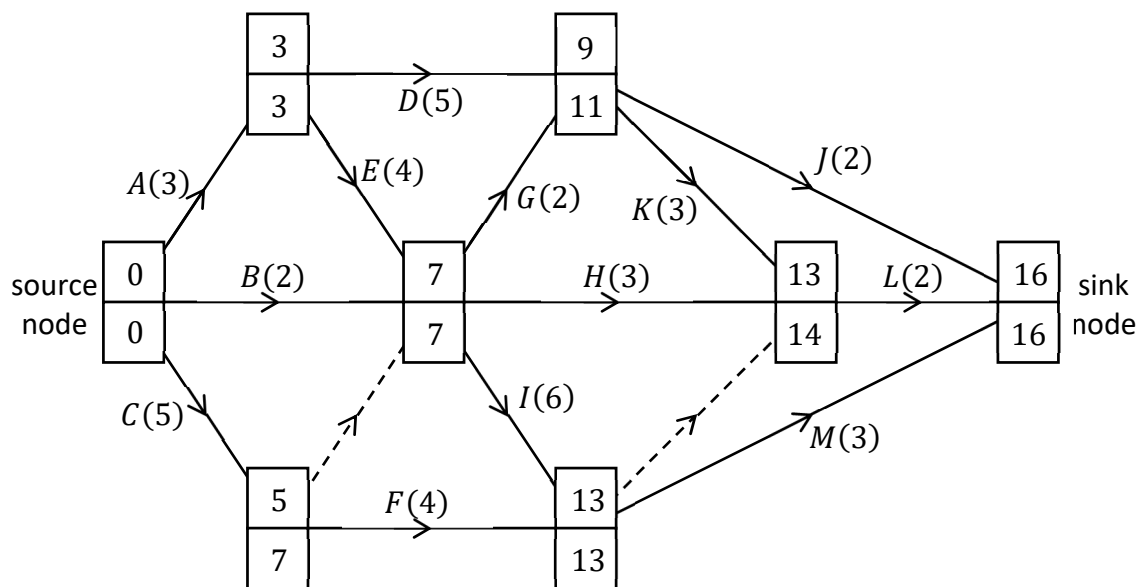 3
3
D(5)
9
11
A(3)
E(4)
G(2)
K(3)
J(2)
source
node
0
0
B(2)
7
7
H(3)
13
14
L(2)
16
16
sink
node
C(5)
I(6)
M(3)
5
7
F(4)
13
13